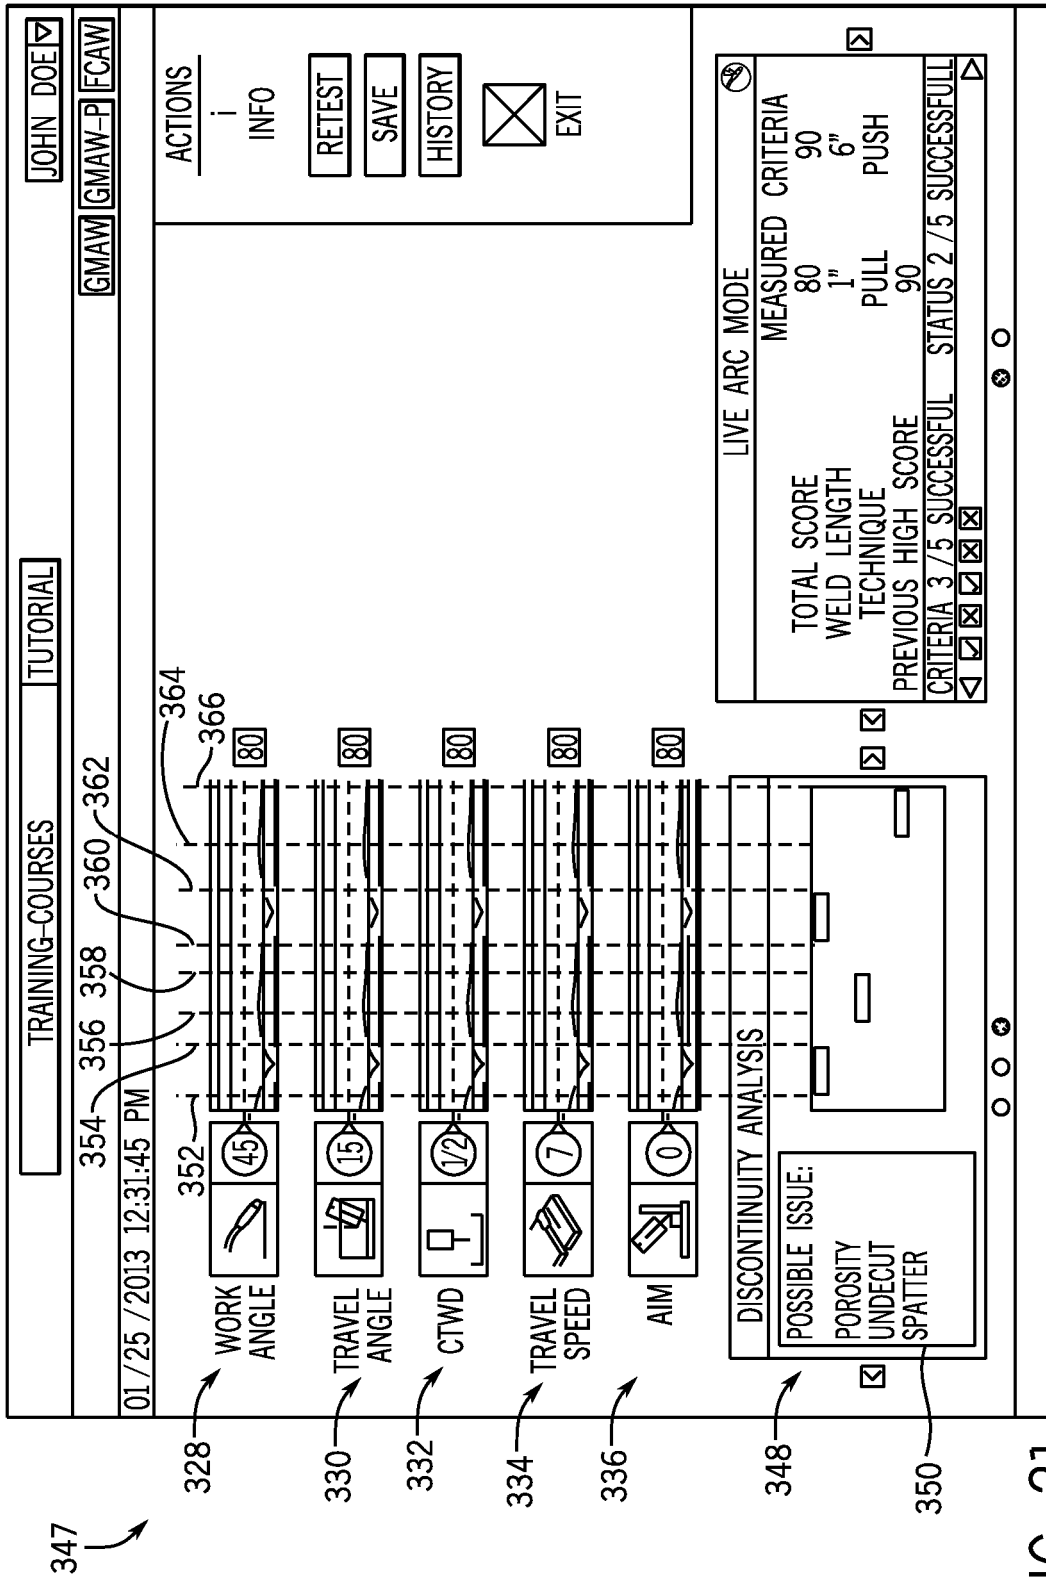 347
TRAINING-COURSES
TUTORIAL
JOHN DOE
GMAW
GMAW-P
FCAW
01/25/2013 12:31:45 PM
354
356
358
360
362
364
366
352
328
WORK ANGLE
45
80
330
TRAVEL ANGLE
15
80
332
CTWD
1/2
80
334
TRAVEL SPEED
7
80
336
AIM
0
80
ACTIONS
i
INFO
RETEST
SAVE
HISTORY
EXIT
348
DISCONTINUITY ANALYSIS
POSSIBLE ISSUE:
POROSITY
UNDECUT
SPATTER
350
LIVE ARC MODE
MEASURED CRITERIA
TOTAL SCORE 80 90
WELD LENGTH 1" 6"
TECHNIQUE PULL PUSH
PREVIOUS HIGH SCORE 90
CRITERIA 3/5 SUCCESSFUL STATUS 2/5 SUCCESSFULL